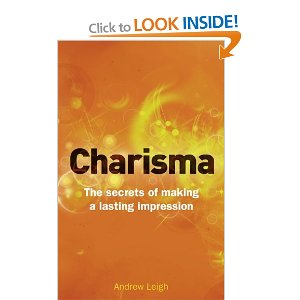 Click to LOOK INSIDE!
Charisma
The secrets of making
a lasting impression
Andrew Leigh